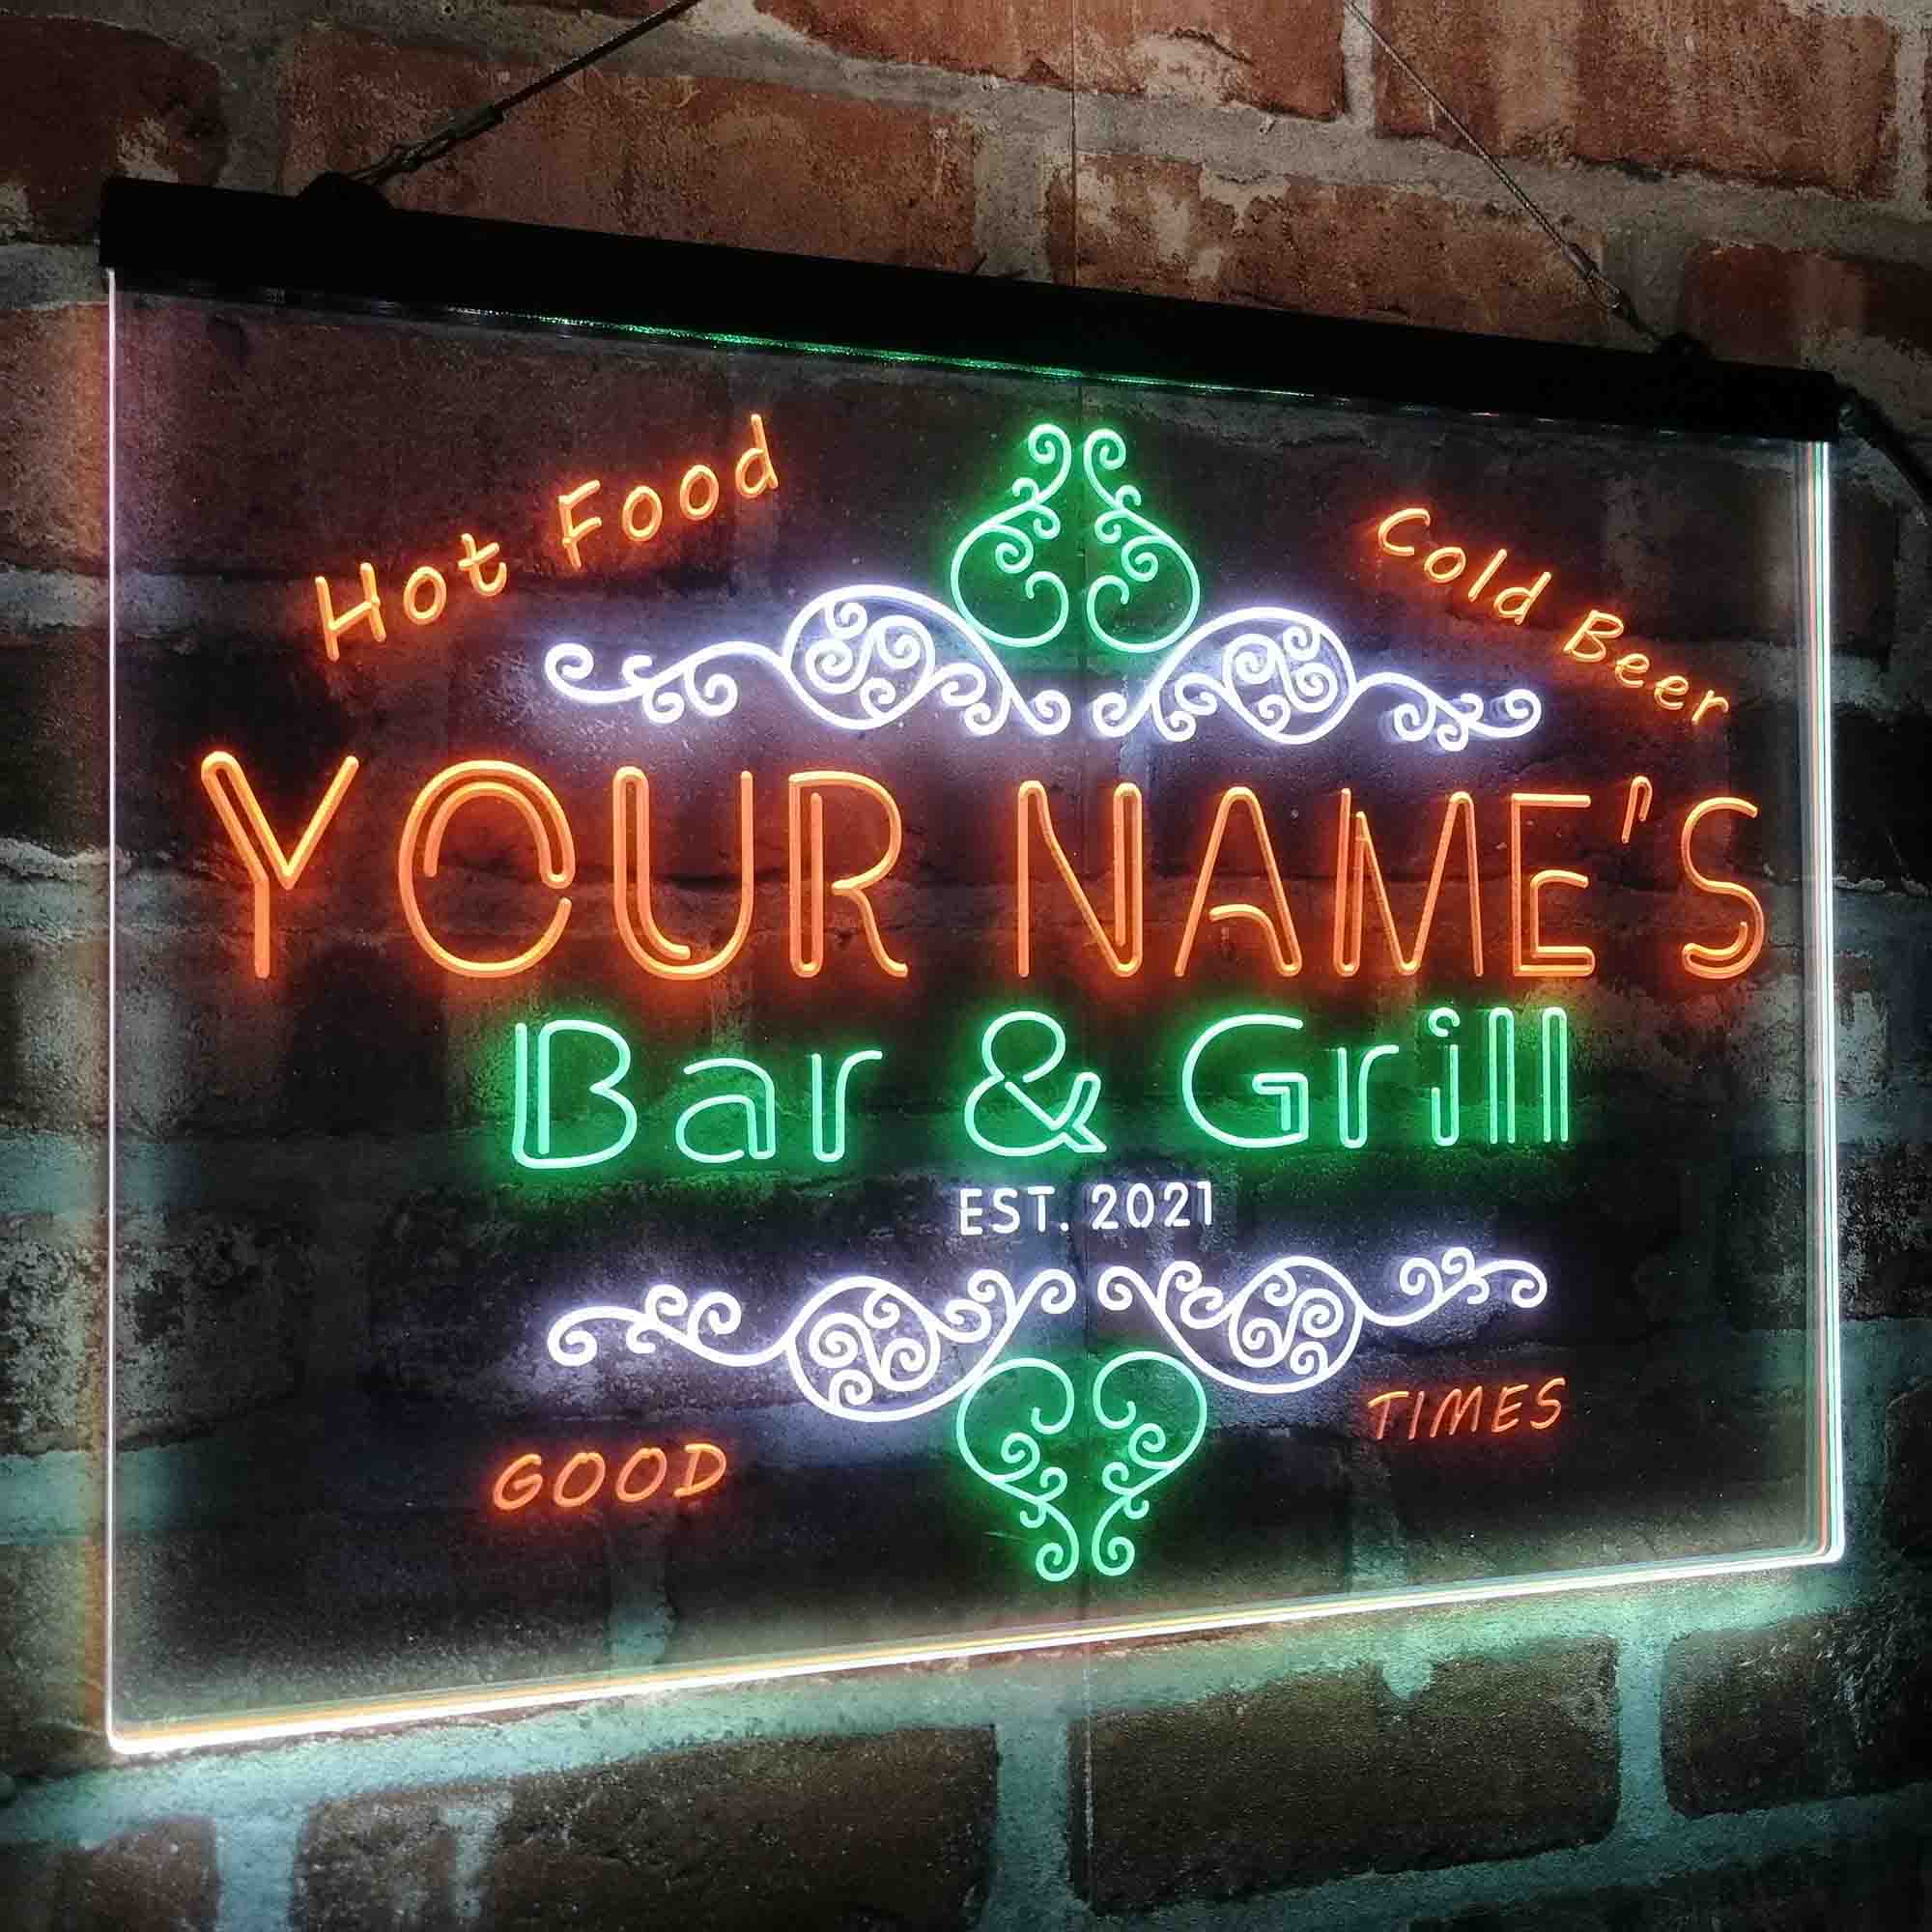 Hot Food
Cold Beer
YOUR NAME'S
Bar & Grill
EST. 2021
GOOD
TIMES